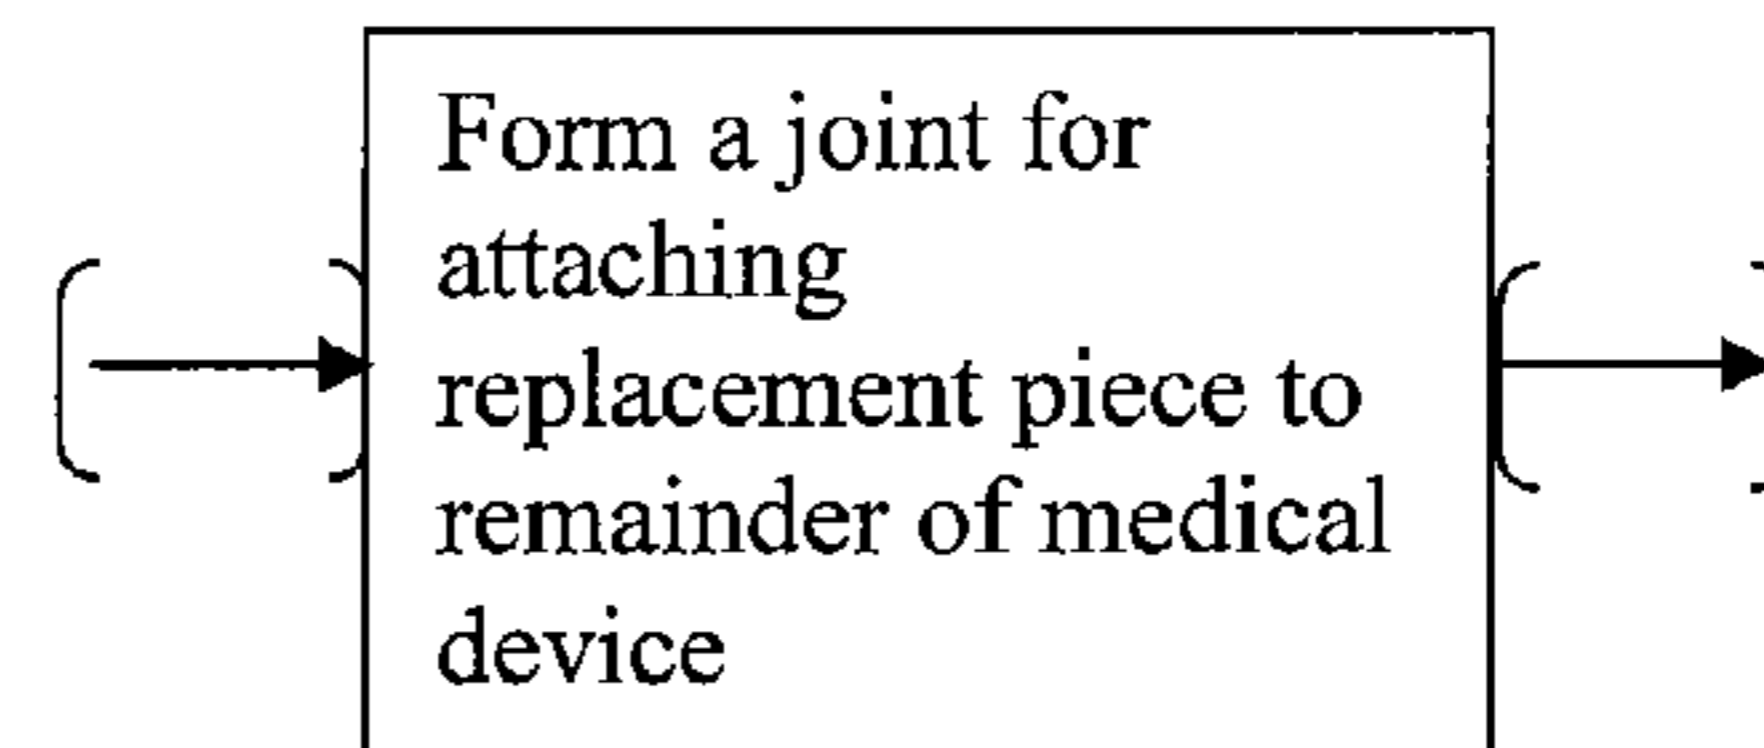 Form a joint for
attaching
replacement piece to
remainder of medical
device